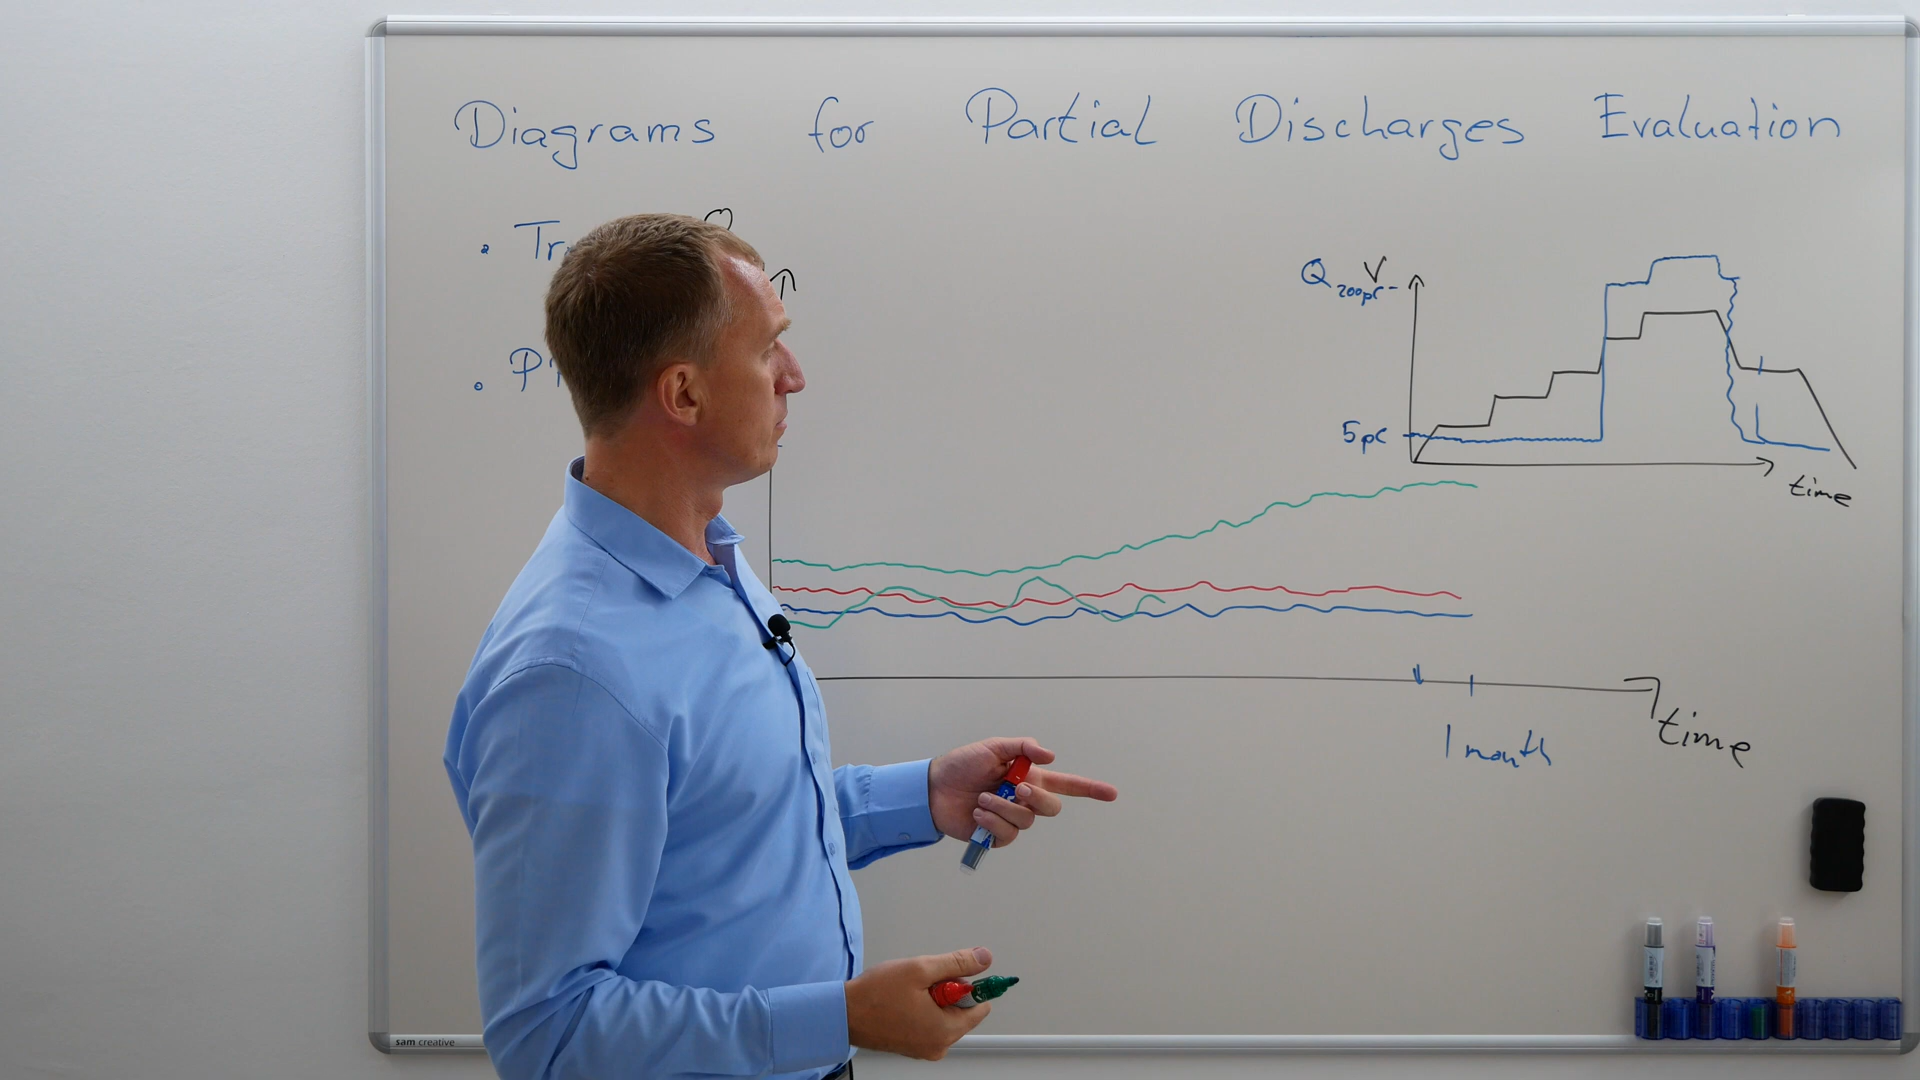 Diagrams for Partial Discharges Evaluation
Q V
200pC
5pC
time
time
1 month
sam creative